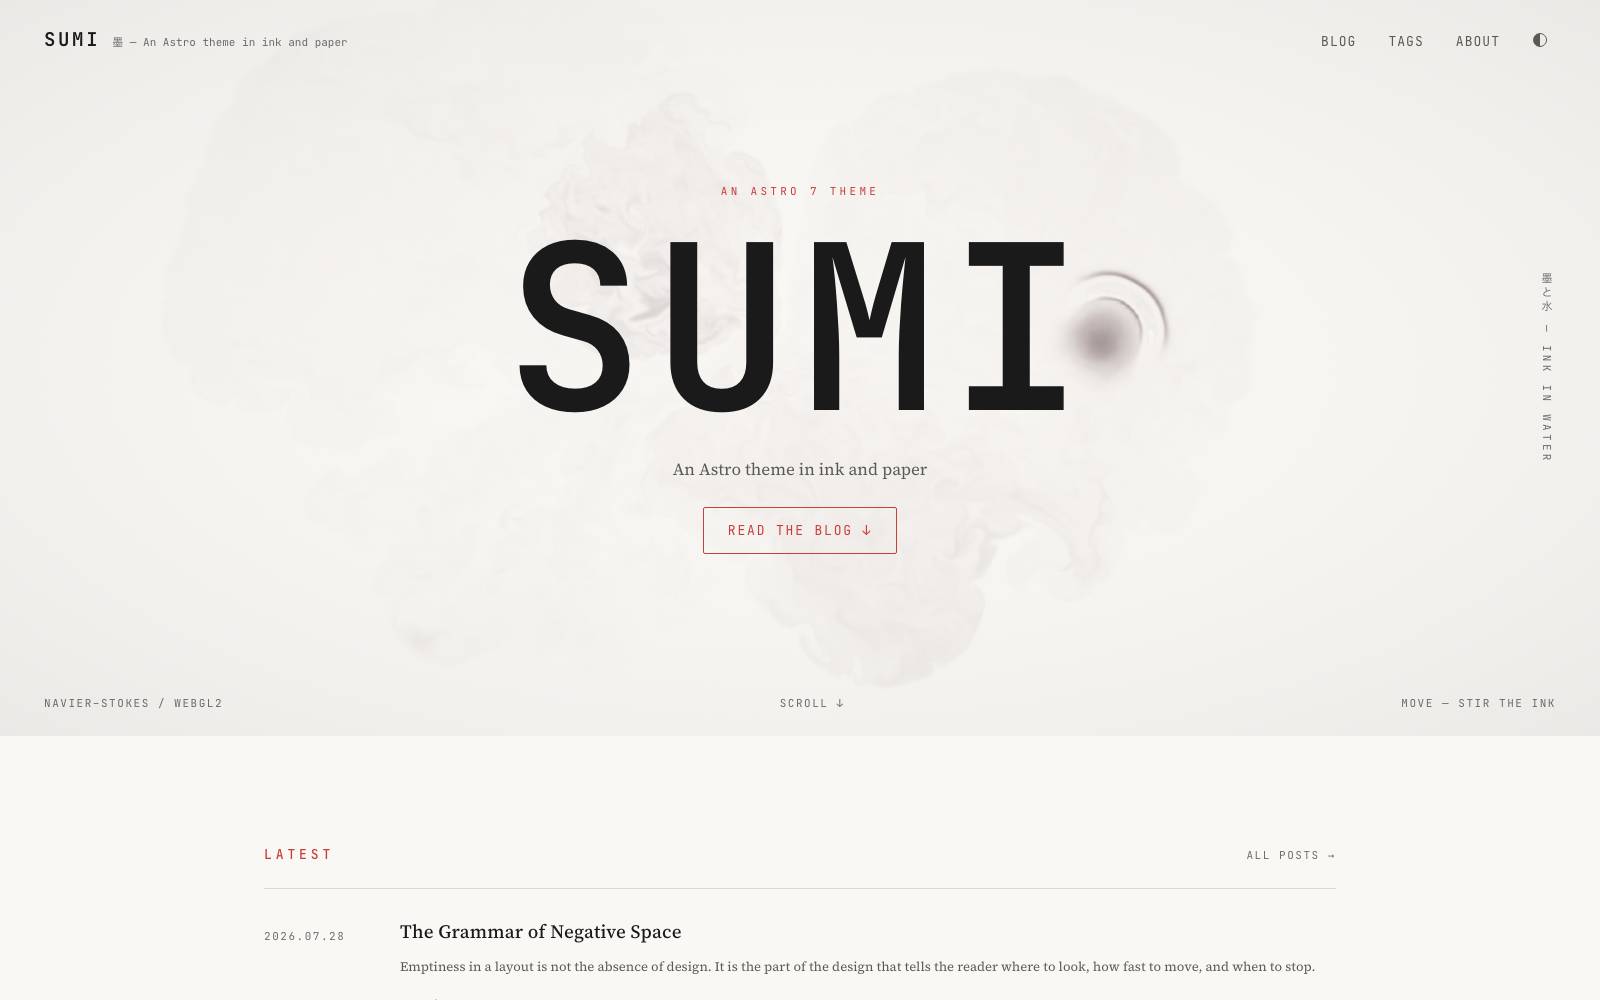 SUMI 墨 — An Astro theme in ink and paper
BLOG TAGS ABOUT
AN ASTRO 7 THEME
SUMI
墨と水 — INK IN WATER
An Astro theme in ink and paper
READ THE BLOG ↓
NAVIER–STOKES / WEBGL2
SCROLL ↓
MOVE — STIR THE INK
LATEST
ALL POSTS →
2026.07.28
The Grammar of Negative Space
Emptiness in a layout is not the absence of design. It is the part of the design that tells the reader where to look, how fast to move, and when to stop.